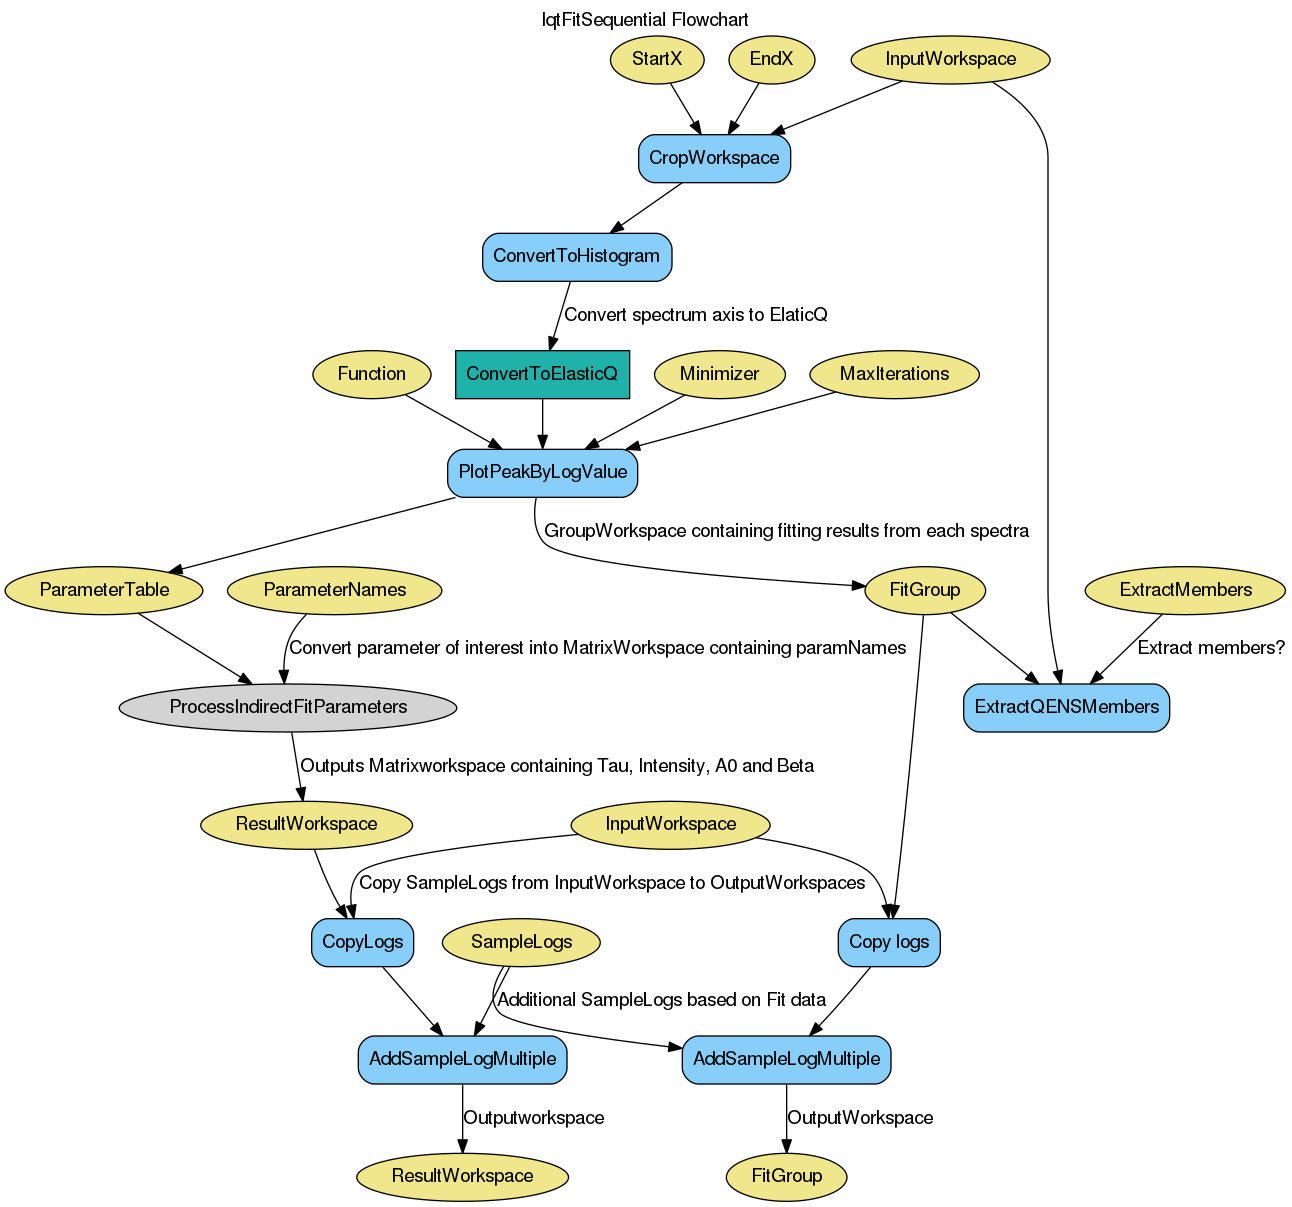 IqtFitSequential Flowchart
StartX
EndX
InputWorkspace
CropWorkspace
ConvertToHistogram
Convert spectrum axis to ElaticQ
Function
ConvertToElasticQ
Minimizer
MaxIterations
PlotPeakByLogValue
GroupWorkspace containing fitting results from each spectra
ParameterTable
ParameterNames
FitGroup
ExtractMembers
Convert parameter of interest into MatrixWorkspace containing paramNames
Extract members?
ProcessIndirectFitParameters
ExtractQENSMembers
Outputs Matrixworkspace containing Tau, Intensity, A0 and Beta
ResultWorkspace
InputWorkspace
Copy SampleLogs from InputWorkspace to OutputWorkspaces
CopyLogs
SampleLogs
Copy logs
Additional SampleLogs based on Fit data
AddSampleLogMultiple
AddSampleLogMultiple
Outputworkspace
OutputWorkspace
ResultWorkspace
FitGroup